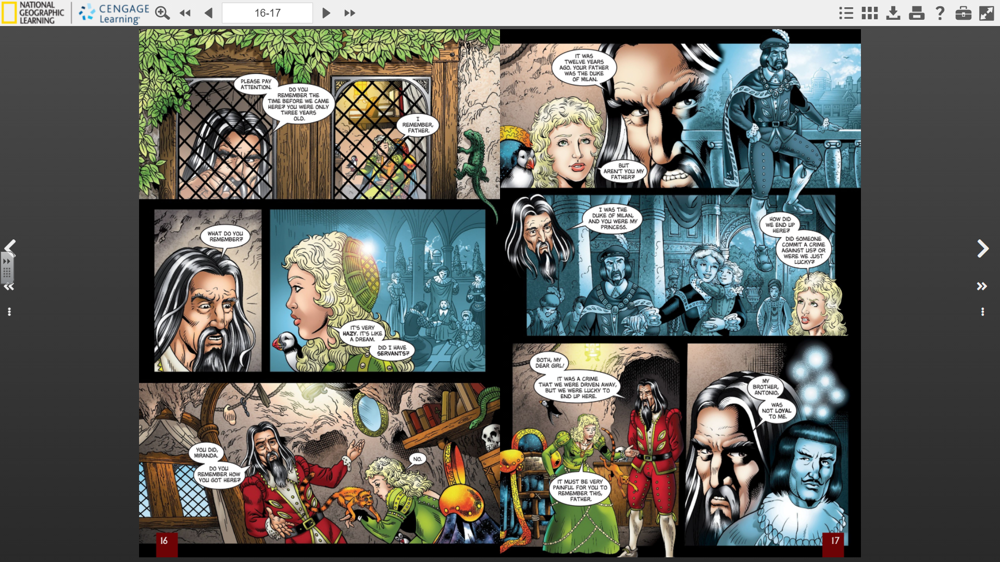 NATIONAL
GEOGRAPHIC
LEARNING
CENGAGE
Learning
16-17
PLEASE PAY
ATTENTION.
DO YOU
REMEMBER THE
TIME BEFORE WE CAME
HERE? YOU WERE ONLY
THREE YEARS
OLD.
I
REMEMBER,
FATHER.
WHAT DO YOU
REMEMBER?
IT'S VERY
HAZY. IT'S LIKE
A DREAM.
DID I HAVE
SERVANTS?
YOU DID,
MIRANDA.
DO YOU
REMEMBER HOW
YOU GOT HERE?
NO.
16
IT WAS
TWELVE YEARS
AGO. YOUR FATHER
WAS THE DUKE
OF MILAN.
BUT
AREN'T YOU MY
FATHER?
I WAS THE
DUKE OF MILAN,
AND YOU WERE MY
PRINCESS.
HOW DID
WE END UP
HERE?
DID SOMEONE
COMMIT A CRIME
AGAINST US? OR
WERE WE JUST
LUCKY?
BOTH, MY
DEAR GIRL!
IT WAS A CRIME
THAT WE WERE DRIVEN AWAY,
BUT WE WERE LUCKY TO
END UP HERE.
IT MUST BE VERY
PAINFUL FOR YOU TO
REMEMBER THIS,
FATHER.
MY
BROTHER,
ANTONIO,
WAS
NOT LOYAL
TO ME.
17